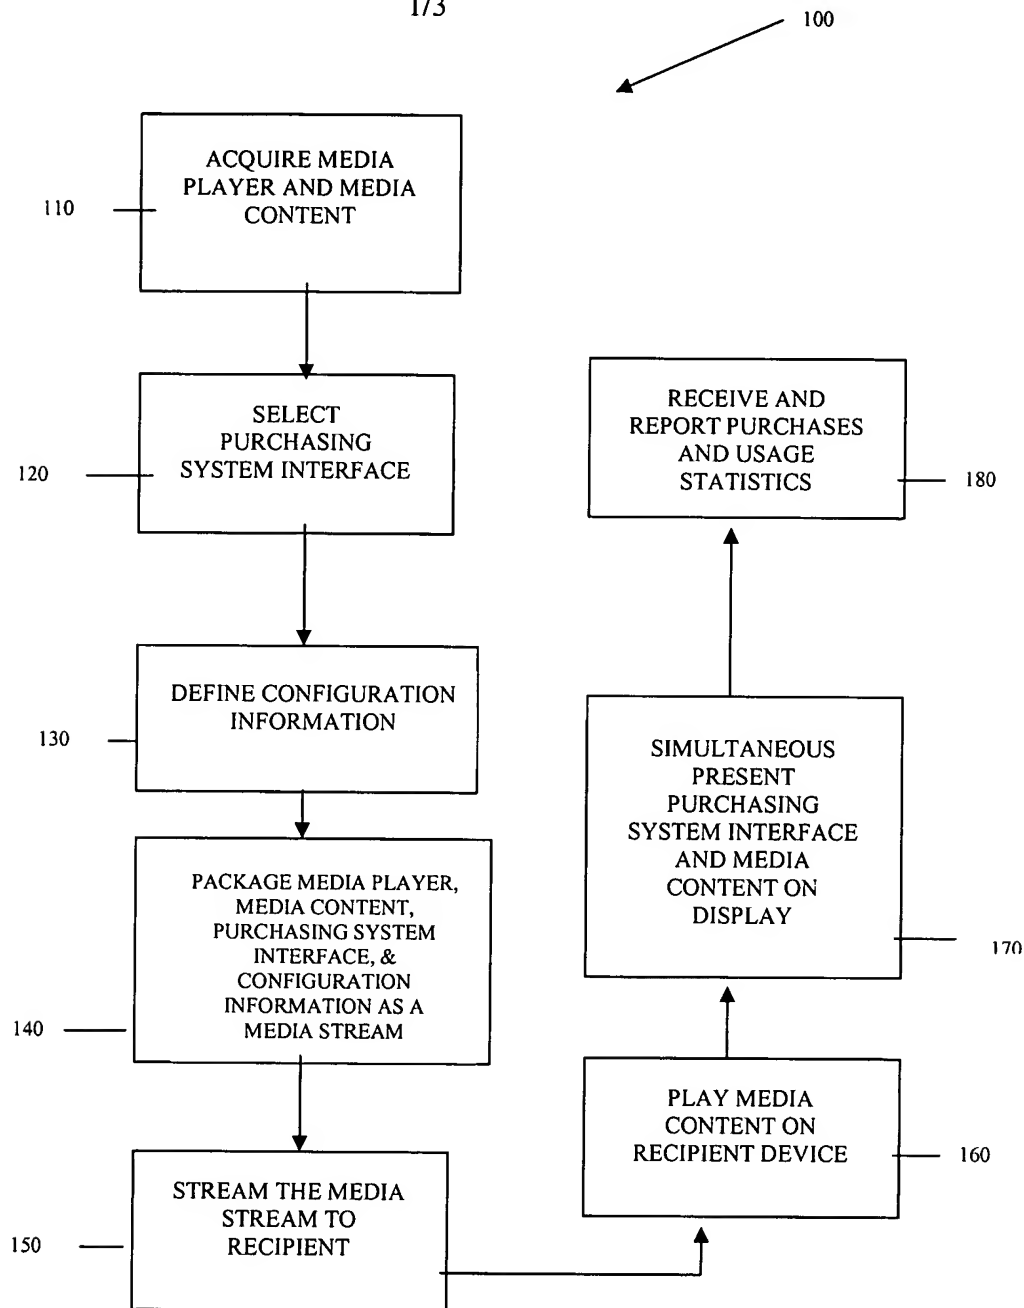 1/3
100
ACQUIRE MEDIA
PLAYER AND MEDIA
CONTENT
110
SELECT
PURCHASING
SYSTEM INTERFACE
120
DEFINE CONFIGURATION
INFORMATION
130
PACKAGE MEDIA PLAYER,
MEDIA CONTENT,
PURCHASING SYSTEM
INTERFACE, &
CONFIGURATION
INFORMATION AS A
MEDIA STREAM
140
STREAM THE MEDIA
STREAM TO
RECIPIENT
150
PLAY MEDIA
CONTENT ON
RECIPIENT DEVICE
160
SIMULTANEOUS
PRESENT
PURCHASING
SYSTEM INTERFACE
AND MEDIA
CONTENT ON
DISPLAY
170
RECEIVE AND
REPORT PURCHASES
AND USAGE
STATISTICS
180